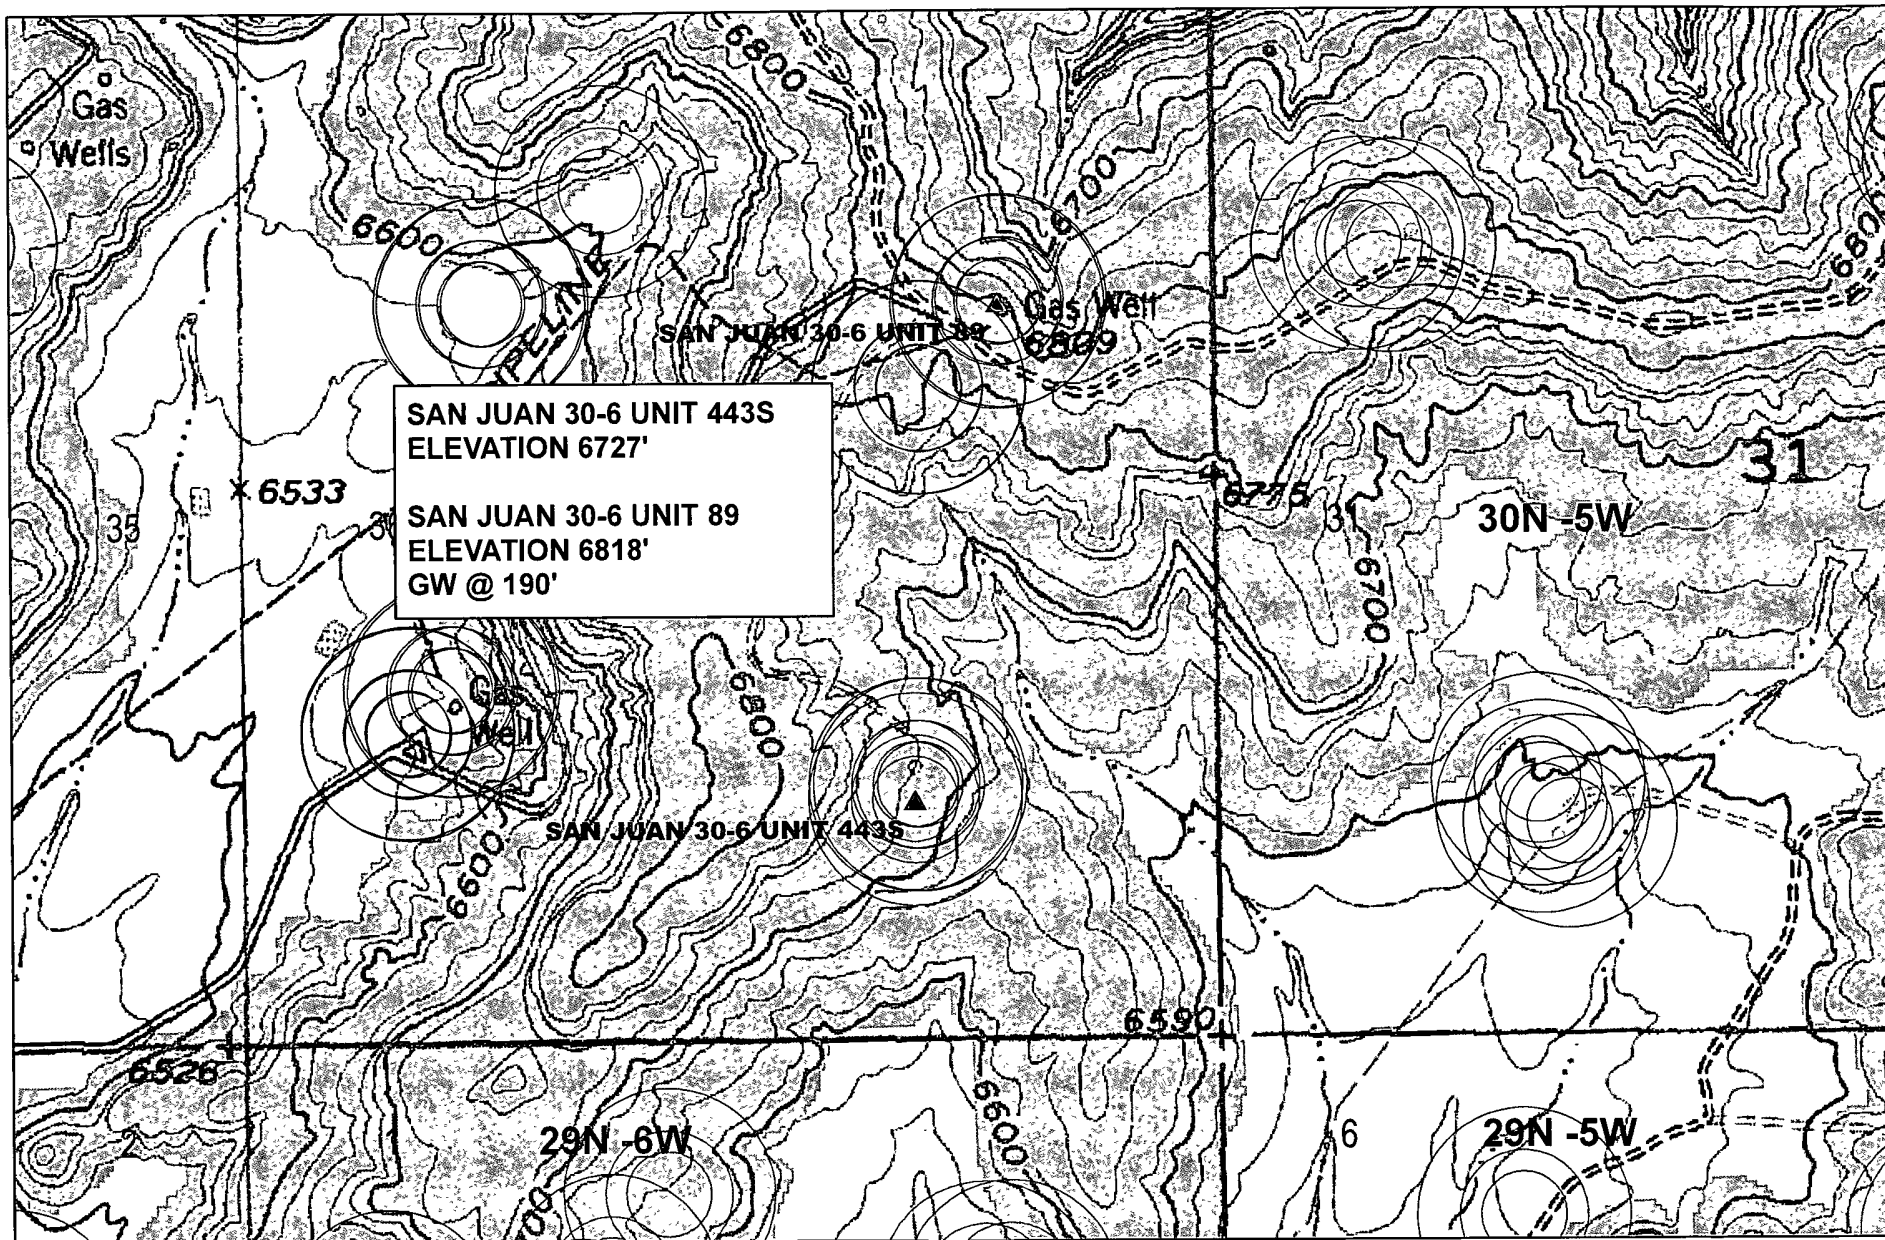 6800
Gas
Wells
6700
6600
6800
PIPELINE
Gas Well
SAN JUAN 30-6 UNIT 89
SAN JUAN 30-6 UNIT 443S
ELEVATION 6727'
SAN JUAN 30-6 UNIT 89
ELEVATION 6818'
GW @ 190'
31
6533
6775
35
31
30N -5W
6700
Gas
Well
6800
SAN JUAN 30-6 UNIT 443S
6600
6590
6526
6600
29N -6W
6
29N -5W
2